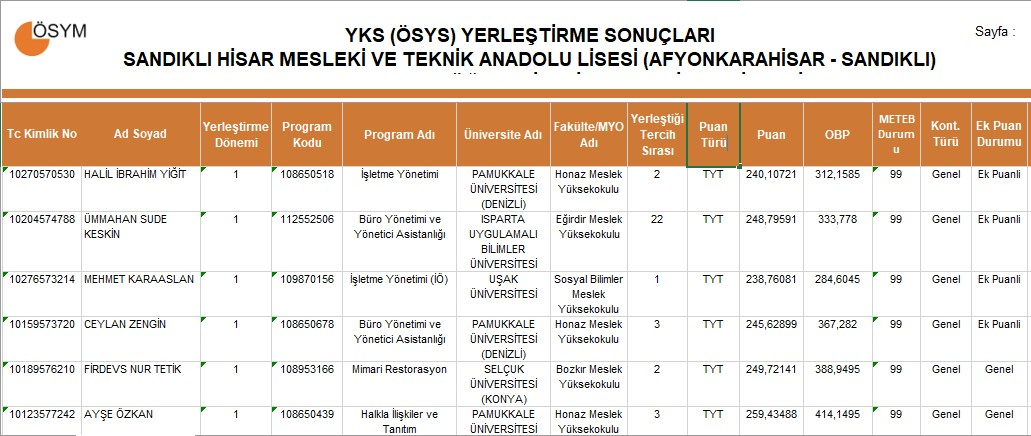 ÖSYM
YKS (ÖSYS) YERLEŞTİRME SONUÇLARI
Sayfa :
SANDIKLI HİSAR MESLEKİ VE TEKNİK ANADOLU LİSESİ (AFYONKARAHİSAR - SANDIKLI)
Tc Kimlik No
Ad Soyad
Yerleştirme
Dönemi
Program
Kodu
Program Adı
Üniversite Adı
Fakülte/MYO
Adı
Yerleştiği
Tercih
Sırası
Puan
Türü
Puan
OBP
METEB
Durum
u
Kont.
Türü
Ek Puan
Durumu
10270570530
HALİL İBRAHİM YİĞİT
1
108650518
İşletme Yönetimi
PAMUKKALE
ÜNİVERSİTESİ
(DENİZLİ)
Honaz Meslek
Yüksekokulu
2
TYT
240,10721
312,1585
99
Genel
Ek Puanli
10204574788
ÜMMAHAN SUDE
KESKİN
1
112552506
Büro Yönetimi ve
Yönetici Asistanlığı
ISPARTA
UYGULAMALI
BİLİMLER
ÜNİVERSİTESİ
Eğirdir Meslek
Yüksekokulu
22
TYT
248,79591
333,778
99
Genel
Ek Puanli
10276573214
MEHMET KARAASLAN
1
109870156
İşletme Yönetimi (İÖ)
UŞAK
ÜNİVERSİTESİ
Sosyal Bilimler
Meslek
Yüksekokulu
1
TYT
238,76081
284,6045
99
Genel
Ek Puanli
10159573720
CEYLAN ZENGİN
1
108650678
Büro Yönetimi ve
Yönetici Asistanlığı
PAMUKKALE
ÜNİVERSİTESİ
(DENİZLİ)
Honaz Meslek
Yüksekokulu
3
TYT
245,62899
367,282
99
Genel
Ek Puanli
10189576210
FİRDEVS NUR TETİK
1
108953166
Mimari Restorasyon
SELÇUK
ÜNİVERSİTESİ
(KONYA)
Bozkır Meslek
Yüksekokulu
2
TYT
249,72141
388,9495
99
Genel
Genel
10123577242
AYŞE ÖZKAN
1
108650439
Halkla İlişkiler ve
Tanıtım
PAMUKKALE
ÜNİVERSİTESİ
Honaz Meslek
Yüksekokulu
3
TYT
259,43488
414,1495
99
Genel
Genel